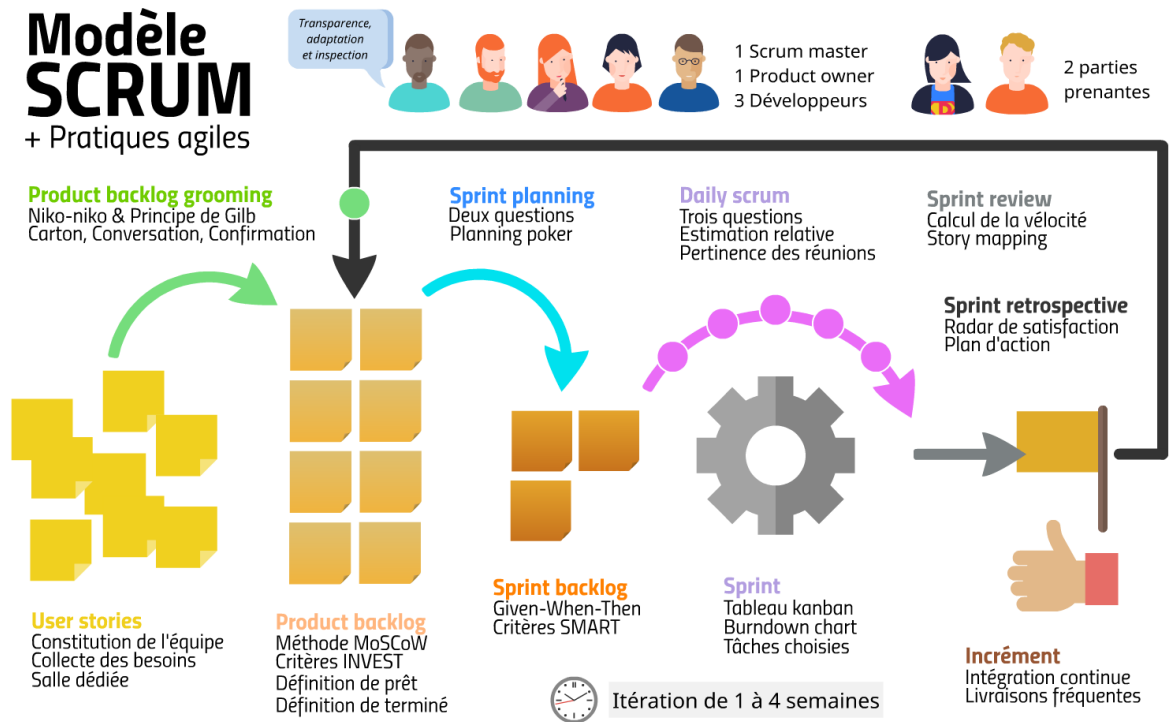 Modèle
SCRUM
+ Pratiques agiles
Transparence,
adaptation
et inspection
1 Scrum master
1 Product owner
3 Développeurs
2 parties
prenantes
Product backlog grooming
Niko-niko & Principe de Gilb
Carton, Conversation, Confirmation
Sprint planning
Deux questions
Planning poker
Daily scrum
Trois questions
Estimation relative
Pertinence des réunions
Sprint review
Calcul de la vélocité
Story mapping
Sprint retrospective
Radar de satisfaction
Plan d'action
User stories
Constitution de l'équipe
Collecte des besoins
Salle dédiée
Product backlog
Méthode MoSCoW
Critères INVEST
Définition de prêt
Définition de terminé
Sprint backlog
Given-When-Then
Critères SMART
Sprint
Tableau kanban
Burndown chart
Tâches choisies
Incrément
Intégration continue
Livraisons fréquentes
Itération de 1 à 4 semaines